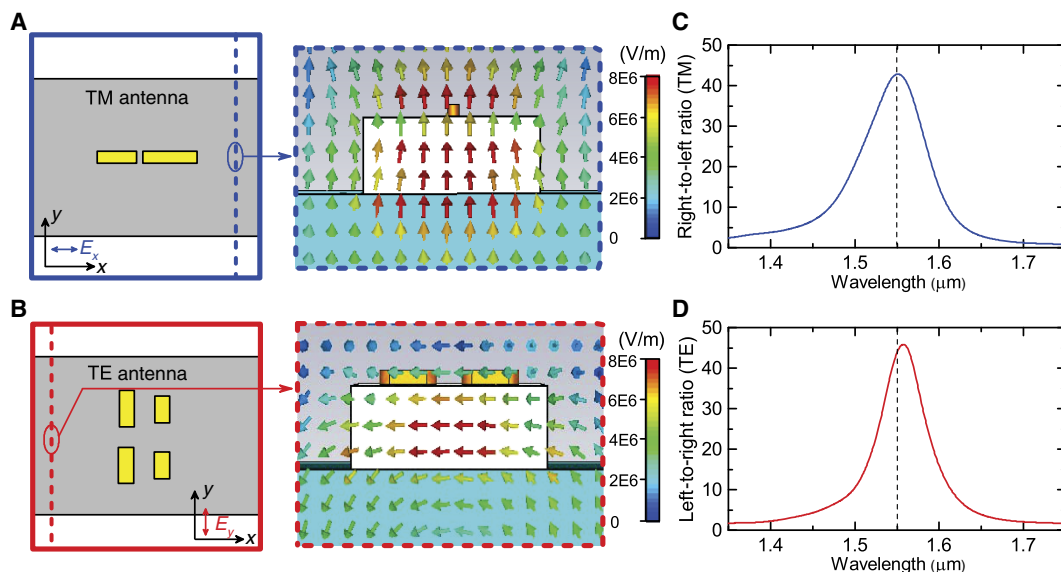 A
TM antenna
y
x
Ex
(V/m)
8E6
6E6
4E6
2E6
0
C
Right-to-left ratio (TM)
50
40
30
20
10
0
1.4 1.5 1.6 1.7
Wavelength (μm)
B
TE antenna
y
Ey
x
(V/m)
8E6
6E6
4E6
2E6
0
D
Left-to-right ratio (TE)
50
40
30
20
10
0
1.4 1.5 1.6 1.7
Wavelength (μm)